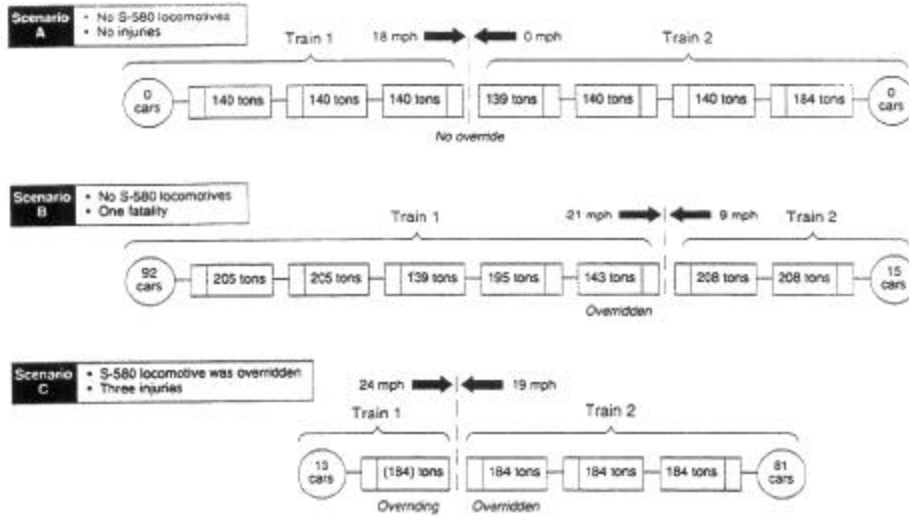 Scenario A
• No S-580 locomotives
• No injuries
Train 1
18 mph
0 mph
Train 2
0 cars
140 tons
140 tons
140 tons
139 tons
140 tons
140 tons
184 tons
0 cars
No override
Scenario B
• No S-580 locomotives
• One fatality
Train 1
21 mph
9 mph
Train 2
92 cars
205 tons
205 tons
139 tons
195 tons
143 tons
208 tons
208 tons
15 cars
Overridden
Scenario C
• S-580 locomotive was overridden
• Three injuries
24 mph
19 mph
Train 1
Train 2
13 cars
(184) tons
184 tons
184 tons
184 tons
81 cars
Overriding
Overridden